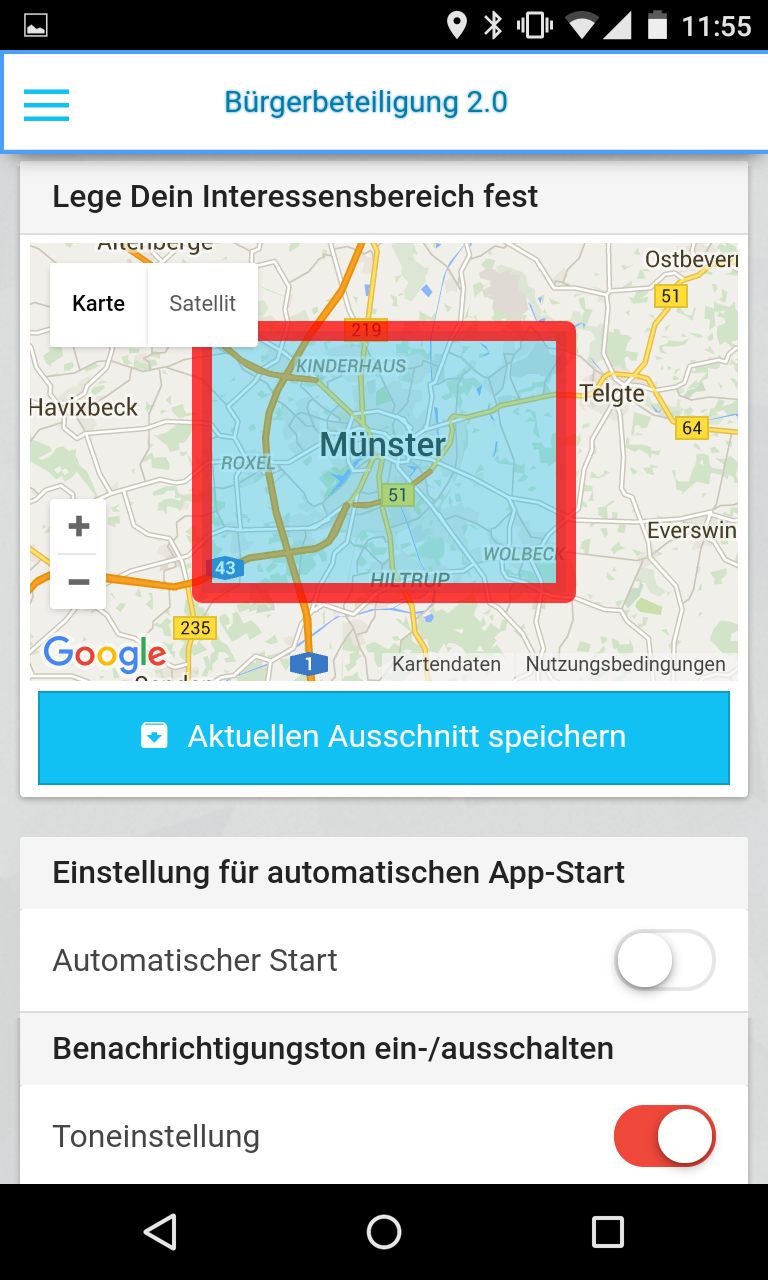 11:55
Bürgerbeteiligung 2.0
Lege Dein Interessensbereich fest
Altenberge
Ostbevern
Karte Satellit
51
219
KINDERHAUS
Telgte
Havixbeck
64
Münster
ROXEL
51
Everswin
WOLBECK
43
HILTRUP
235
Google
1
Kartendaten Nutzungsbedingungen
Aktuellen Ausschnitt speichern
Einstellung für automatischen App-Start
Automatischer Start
Benachrichtigungston ein-/ausschalten
Toneinstellung